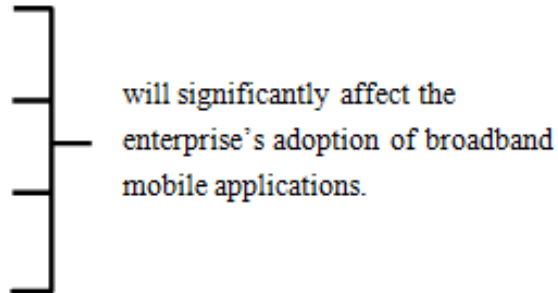 will significantly affect the
enterprise’s adoption of broadband
mobile applications.